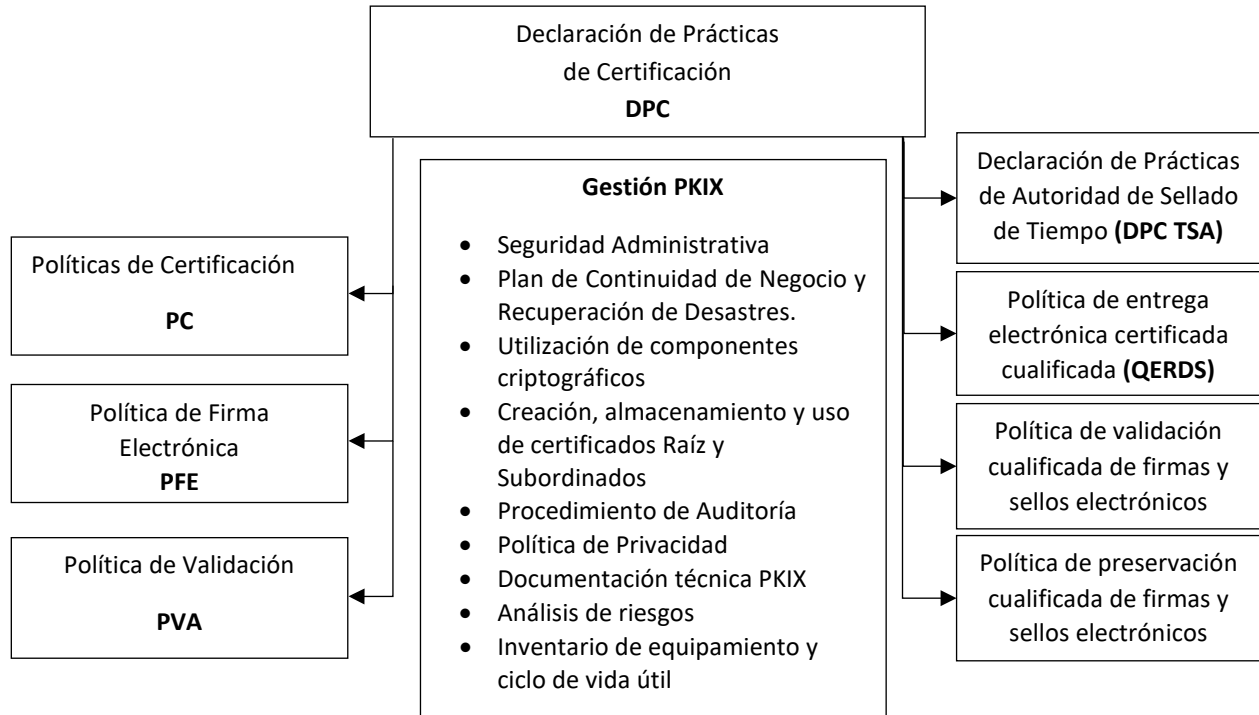 Declaración de Prácticas
de Certificación
DPC
Políticas de Certificación
PC
Política de Firma
Electrónica
PFE
Política de Validación
PVA
Gestión PKIX
• Seguridad Administrativa
• Plan de Continuidad de Negocio y
Recuperación de Desastres.
• Utilización de componentes
criptográficos
• Creación, almacenamiento y uso
de certificados Raíz y
Subordinados
• Procedimiento de Auditoría
• Política de Privacidad
• Documentación técnica PKIX
• Análisis de riesgos
• Inventario de equipamiento y
ciclo de vida útil
Declaración de Prácticas
de Autoridad de Sellado
de Tiempo (DPC TSA)
Política de entrega
electrónica certificada
cualificada (QERDS)
Política de validación
cualificada de firmas y
sellos electrónicos
Política de preservación
cualificada de firmas y
sellos electrónicos